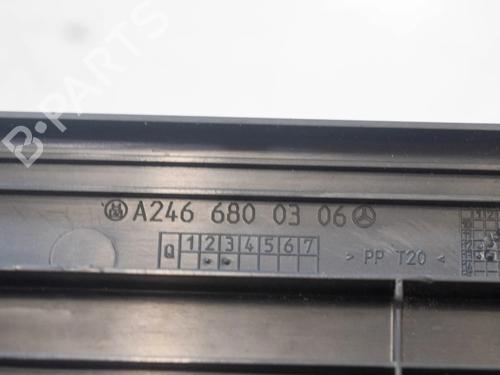 B-PARTS
A246 680 03 06
Q 1 2 3 4 5 6 7
> PP T20 <